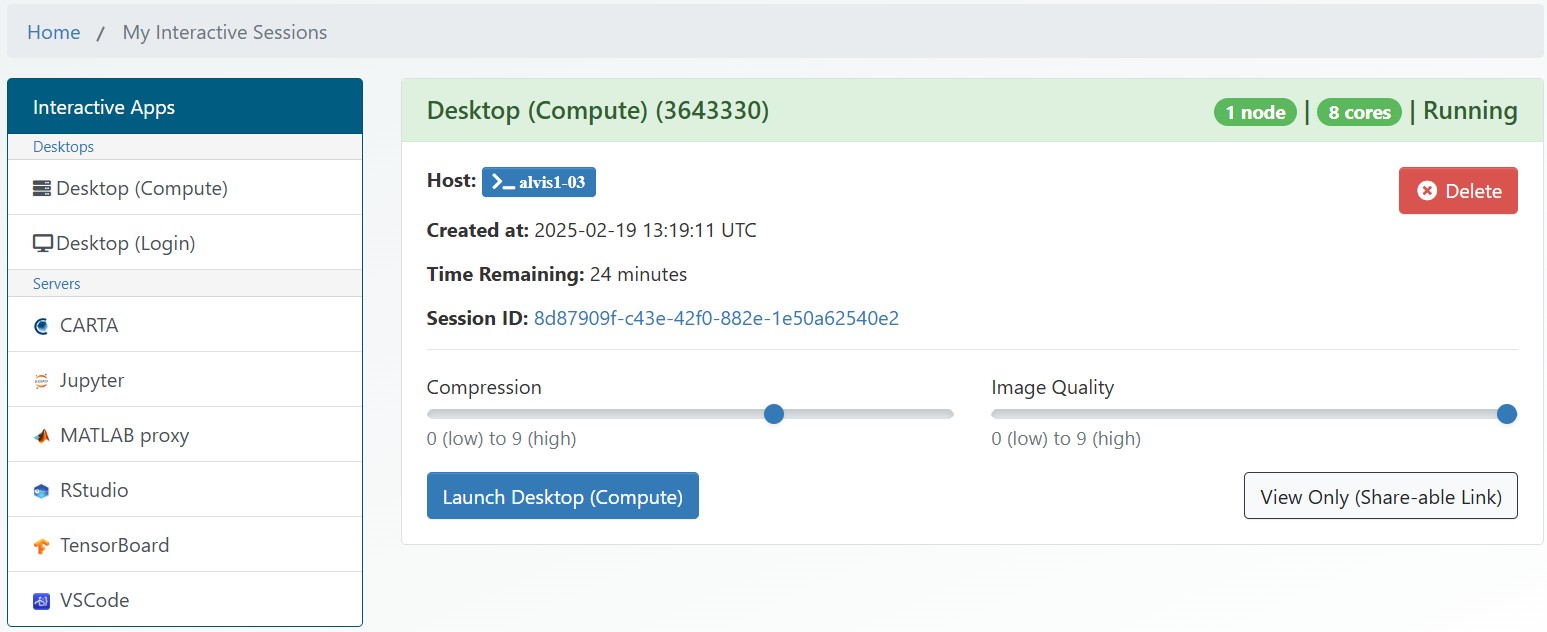 Home / My Interactive Sessions
Interactive Apps
Desktops
Desktop (Compute)
Desktop (Login)
Servers
CARTA
Jupyter
MATLAB proxy
RStudio
TensorBoard
VSCode
Desktop (Compute) (3643330)
1 node | 8 cores | Running
Host: >_ alvis1-03
Delete
Created at: 2025-02-19 13:19:11 UTC
Time Remaining: 24 minutes
Session ID: 8d87909f-c43e-42f0-882e-1e50a62540e2
Compression
0 (low) to 9 (high)
Image Quality
0 (low) to 9 (high)
Launch Desktop (Compute)
View Only (Share-able Link)